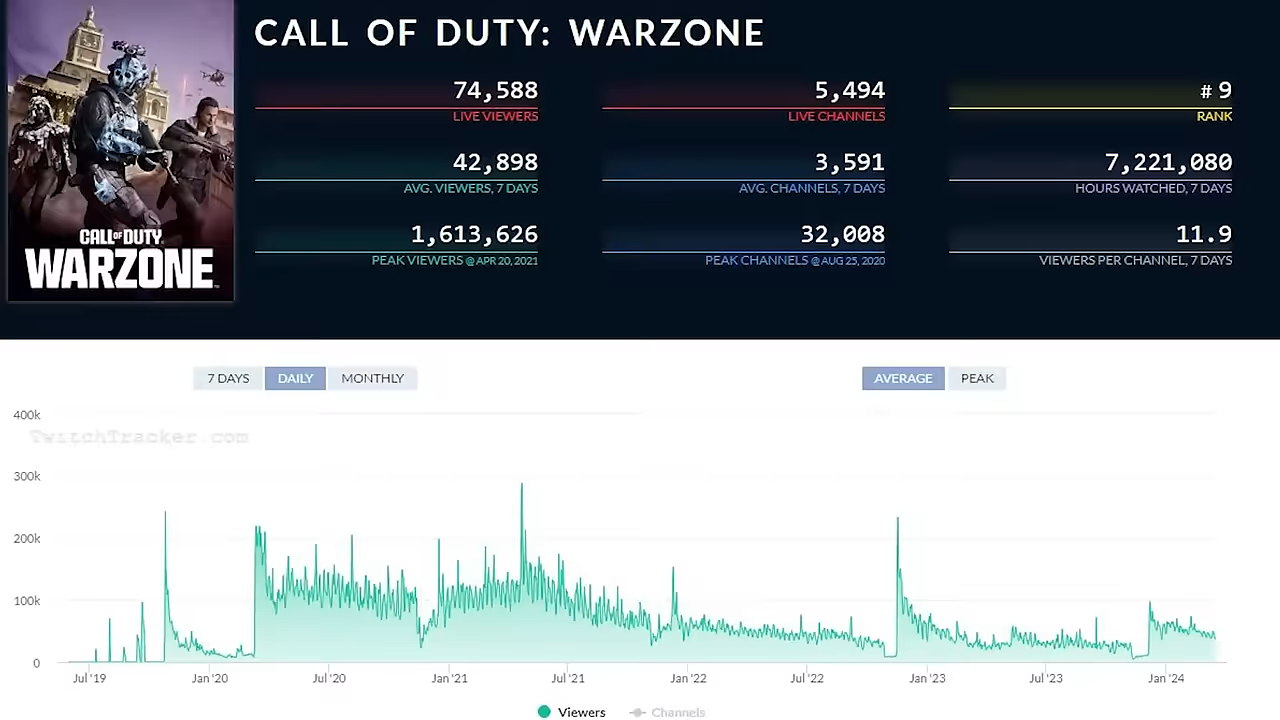 CALL OF DUTY: WARZONE
74,588
LIVE VIEWERS
5,494
LIVE CHANNELS
# 9
RANK
42,898
AVG. VIEWERS, 7 DAYS
3,591
AVG. CHANNELS, 7 DAYS
7,221,080
HOURS WATCHED, 7 DAYS
1,613,626
PEAK VIEWERS @ APR 20, 2021
32,008
PEAK CHANNELS @ AUG 25, 2020
11.9
VIEWERS PER CHANNEL, 7 DAYS
CALL OF DUTY
WARZONE
7 DAYS DAILY MONTHLY
AVERAGE PEAK
400k
TwitchTracker.com
300k
200k
100k
0
Jul '19 Jan '20 Jul '20 Jan '21 Jul '21 Jan '22 Jul '22 Jan '23 Jul '23 Jan '24
Viewers Channels